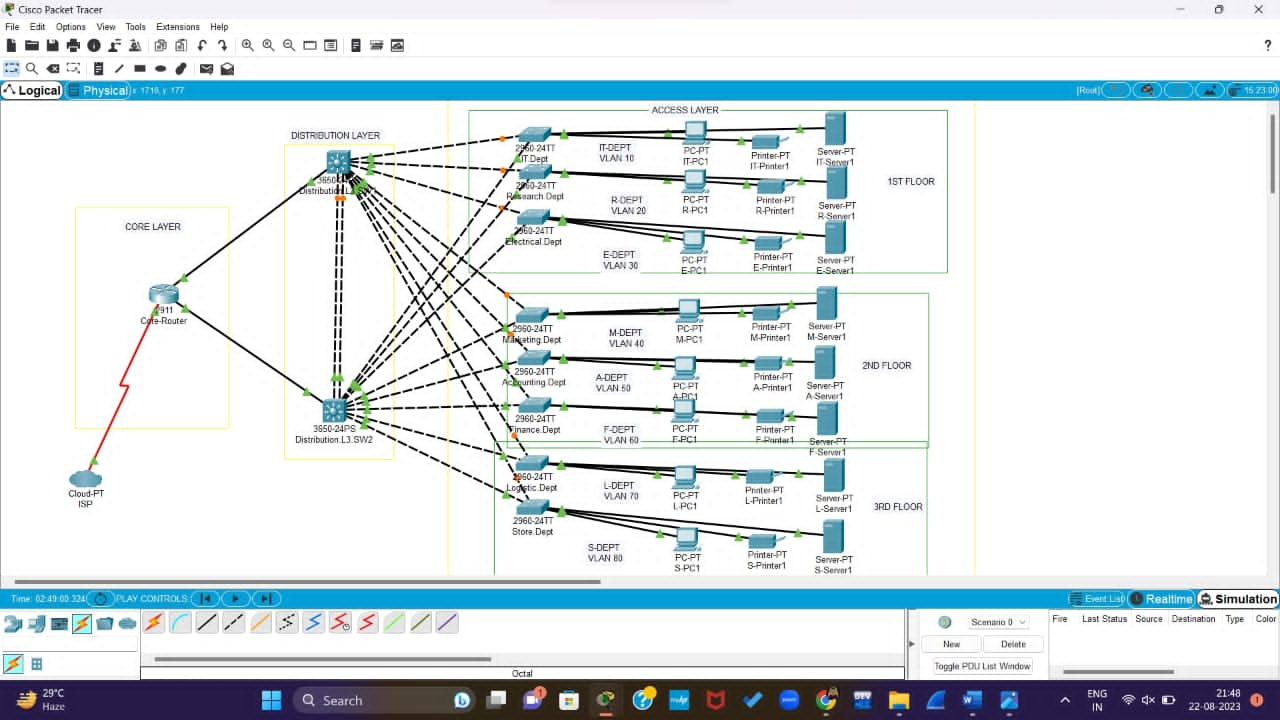 Cisco Packet Tracer
File Edit Options View Tools Extensions Help
?
Logical Physical x: 1716, y: 177 [Root] 15:23:00
ACCESS LAYER
DISTRIBUTION LAYER
CORE LAYER
2911
Core-Router
Cloud-PT
ISP
3650-24PS
Distribution.L3.SW2
2960-24TT
IT.Dept
IT-DEPT
VLAN 10
PC-PT
IT-PC1
Printer-PT
IT-Printer1
Server-PT
IT-Server1
1ST FLOOR
2960-24TT
Research.Dept
R-DEPT
VLAN 20
PC-PT
R-PC1
Printer-PT
R-Printer1
Server-PT
R-Server1
2960-24TT
Electrical.Dept
E-DEPT
VLAN 30
PC-PT
E-PC1
Printer-PT
E-Printer1
Server-PT
E-Server1
2960-24TT
Marketing.Dept
M-DEPT
VLAN 40
PC-PT
M-PC1
Printer-PT
M-Printer1
Server-PT
M-Server1
2ND FLOOR
2960-24TT
Accounting.Dept
A-DEPT
VLAN 50
PC-PT
A-PC1
Printer-PT
A-Printer1
Server-PT
A-Server1
2960-24TT
Finance.Dept
F-DEPT
VLAN 60
PC-PT
F-PC1
Printer-PT
F-Printer1
Server-PT
F-Server1
2960-24TT
Logistic.Dept
L-DEPT
VLAN 70
PC-PT
L-PC1
Printer-PT
L-Printer1
Server-PT
L-Server1
3RD FLOOR
2960-24TT
Store.Dept
S-DEPT
VLAN 80
PC-PT
S-PC1
Printer-PT
S-Printer1
Server-PT
S-Server1
Time: 02:49:00.324 PLAY CONTROLS: Event List Realtime Simulation
Scenario 0
New Delete
Toggle PDU List Window
Fire Last Status Source Destination Type Color
Octal
29°C
Haze
Search
ENG
IN
21:48
22-08-2023